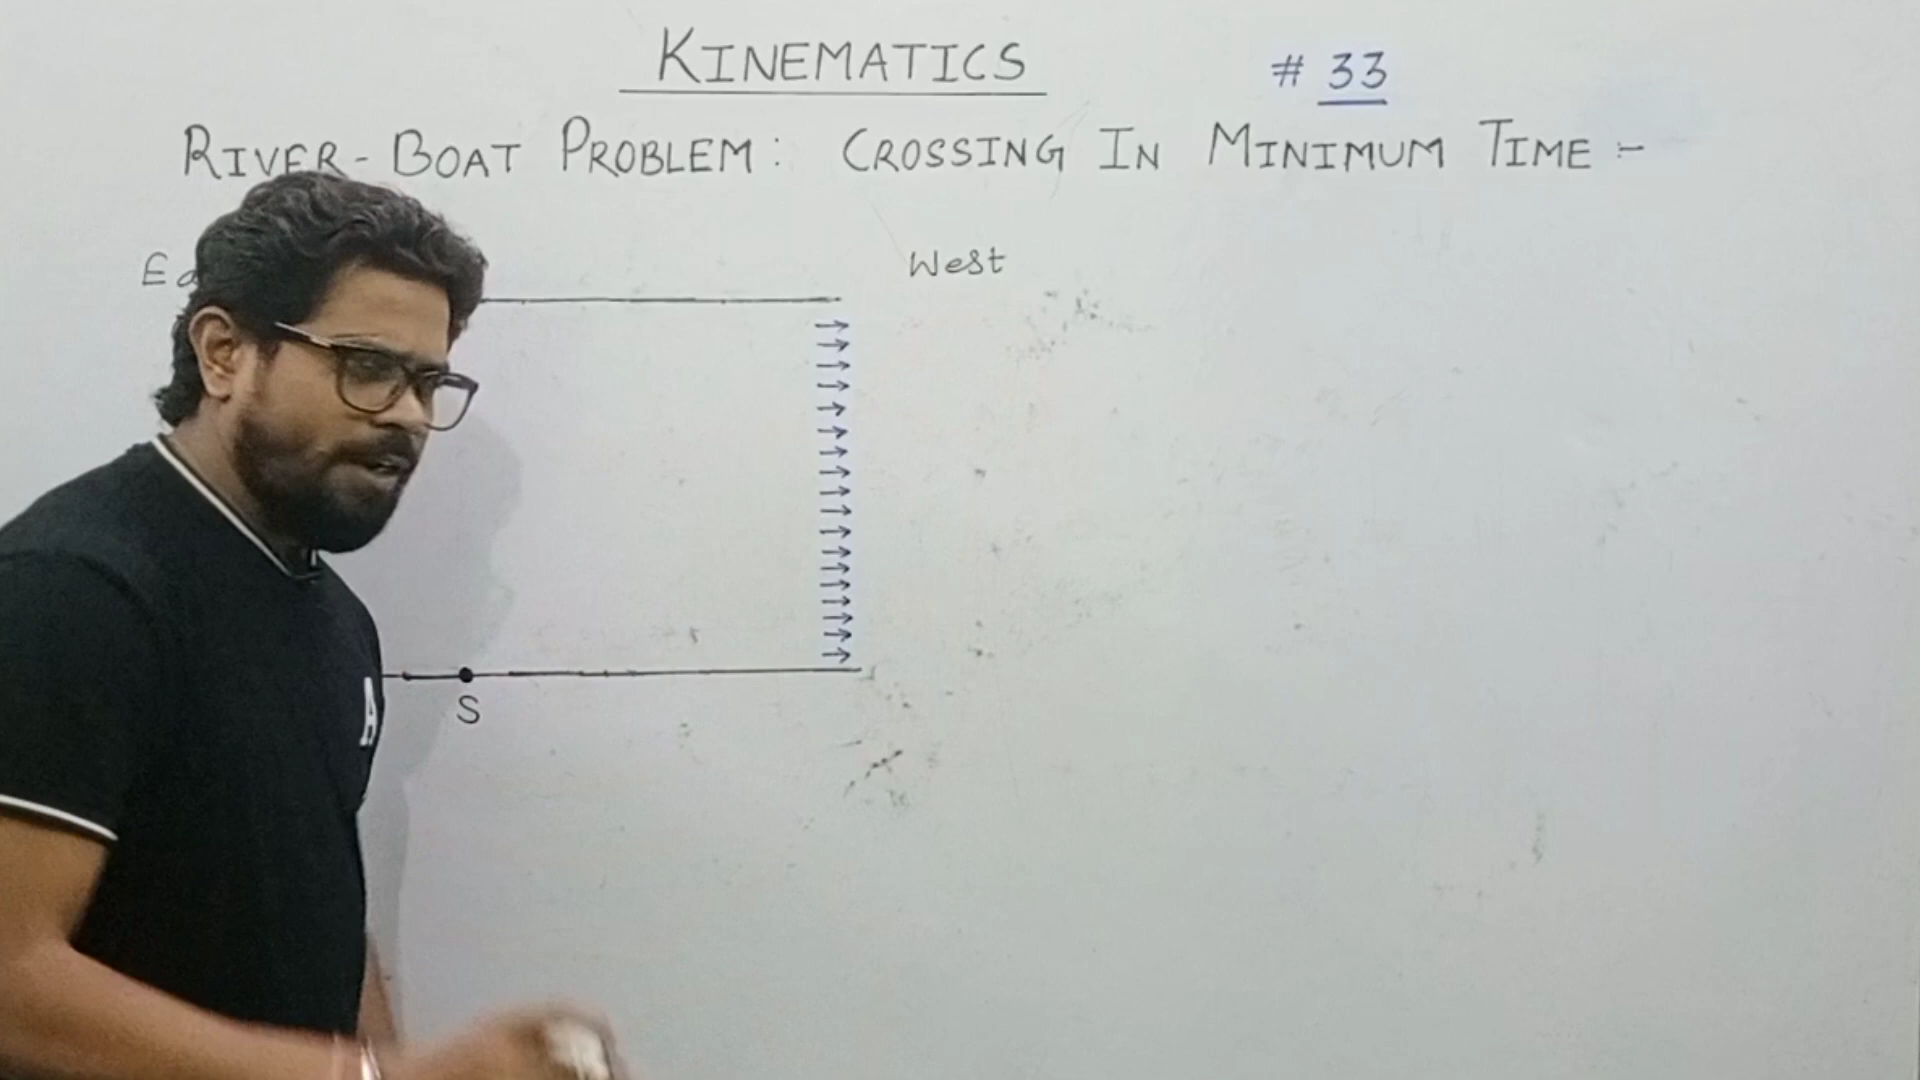 KINEMATICS # 33
RIVER-BOAT PROBLEM: CROSSING IN MINIMUM TIME :-
West
S
A